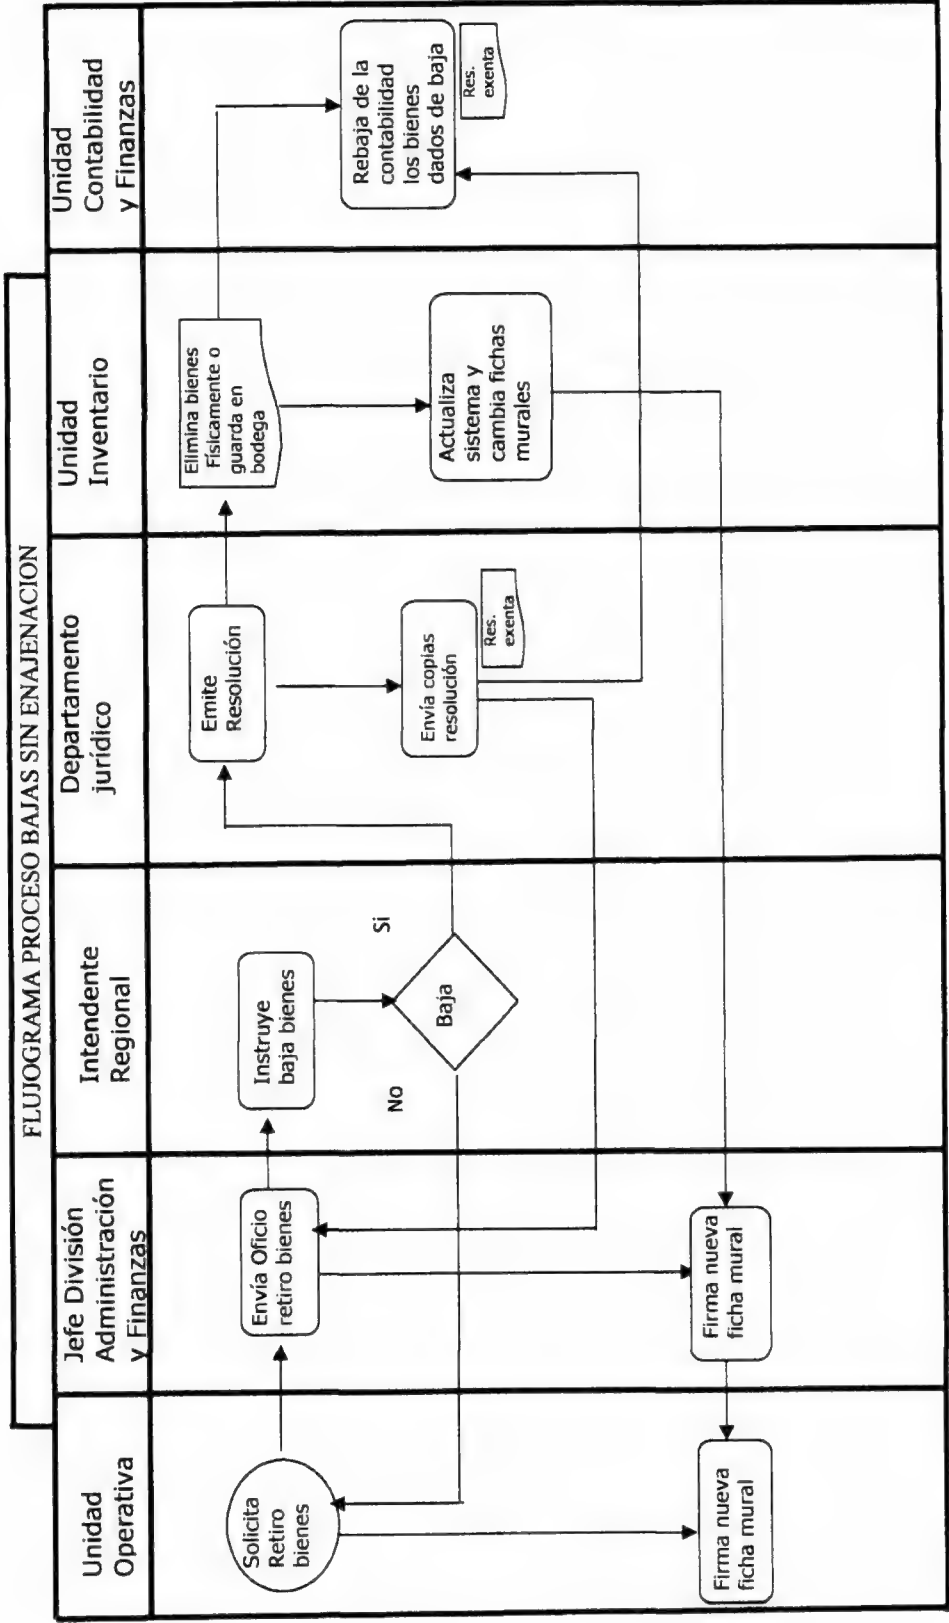 FLUJOGRAMA PROCESO BAJAS SIN ENAJENACION
Unidad
Operativa
Jefe División
Administración
y Finanzas
Intendente
Regional
Departamento
jurídico
Unidad
Inventario
Unidad
Contabilidad
y Finanzas
Solicita
Retiro
bienes
Envía Oficio
retiro bienes
Instruye
baja bienes
Emite
Resolución
Elimina bienes
Físicamente o
guarda en
bodega
Rebaja de la
contabilidad
los bienes
dados de baja
Res.
exenta
No
Si
Baja
Envía copias
resolución
Res.
exenta
Actualiza
sistema y
cambia fichas
murales
Firma nueva
ficha mural
Firma nueva
ficha mural